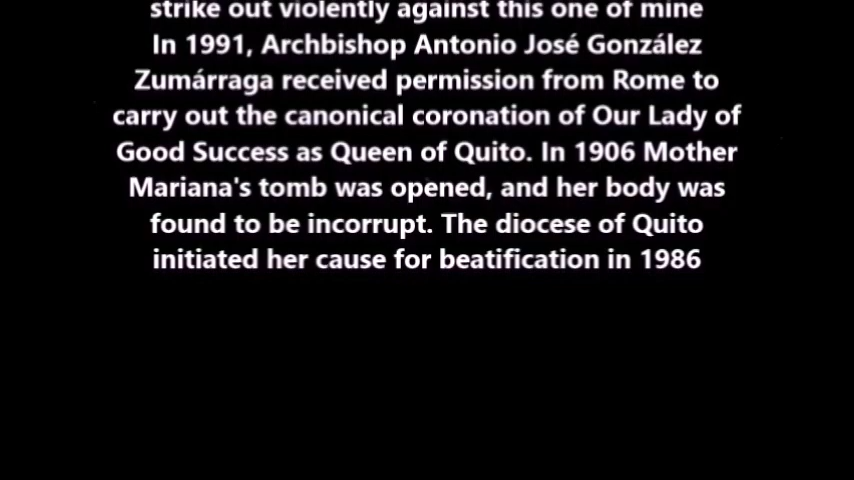 strike out violently against this one of mine
In 1991, Archbishop Antonio José González
Zumárraga received permission from Rome to
carry out the canonical coronation of Our Lady of
Good Success as Queen of Quito. In 1906 Mother
Mariana's tomb was opened, and her body was
found to be incorrupt. The diocese of Quito
initiated her cause for beatification in 1986